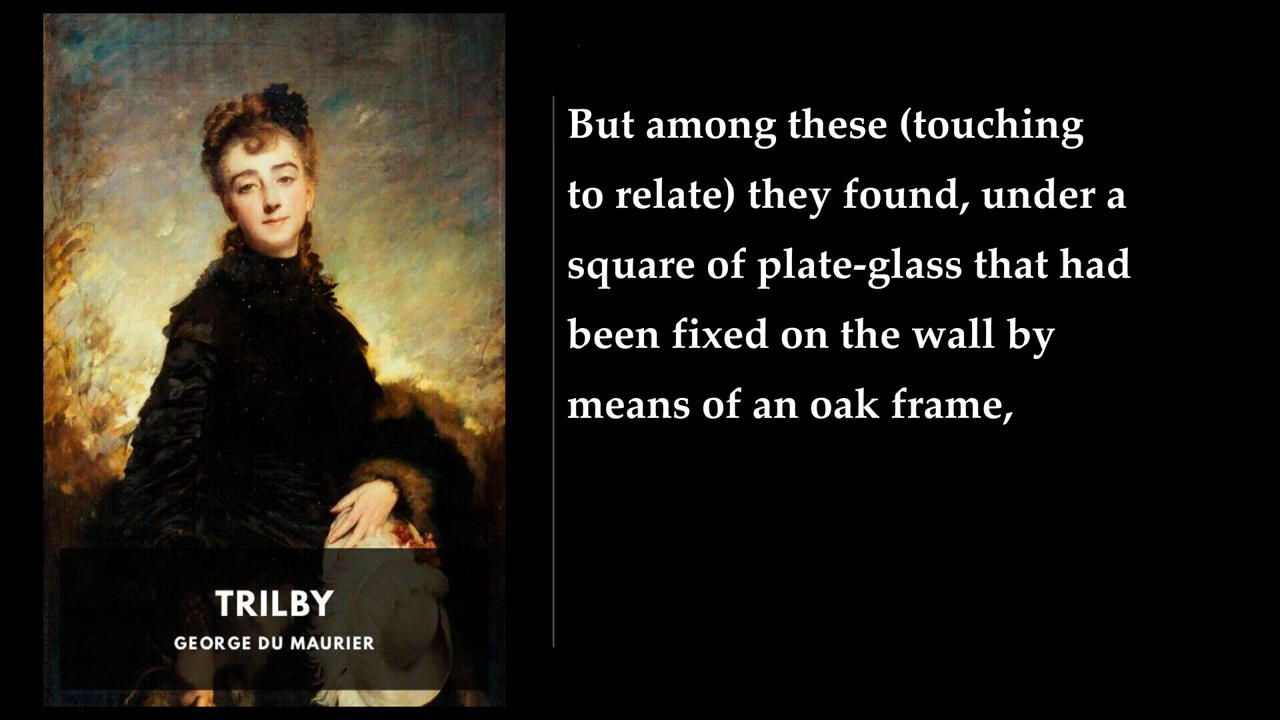 TRILBY
GEORGE DU MAURIER
But among these (touching
to relate) they found, under a
square of plate-glass that had
been fixed on the wall by
means of an oak frame,